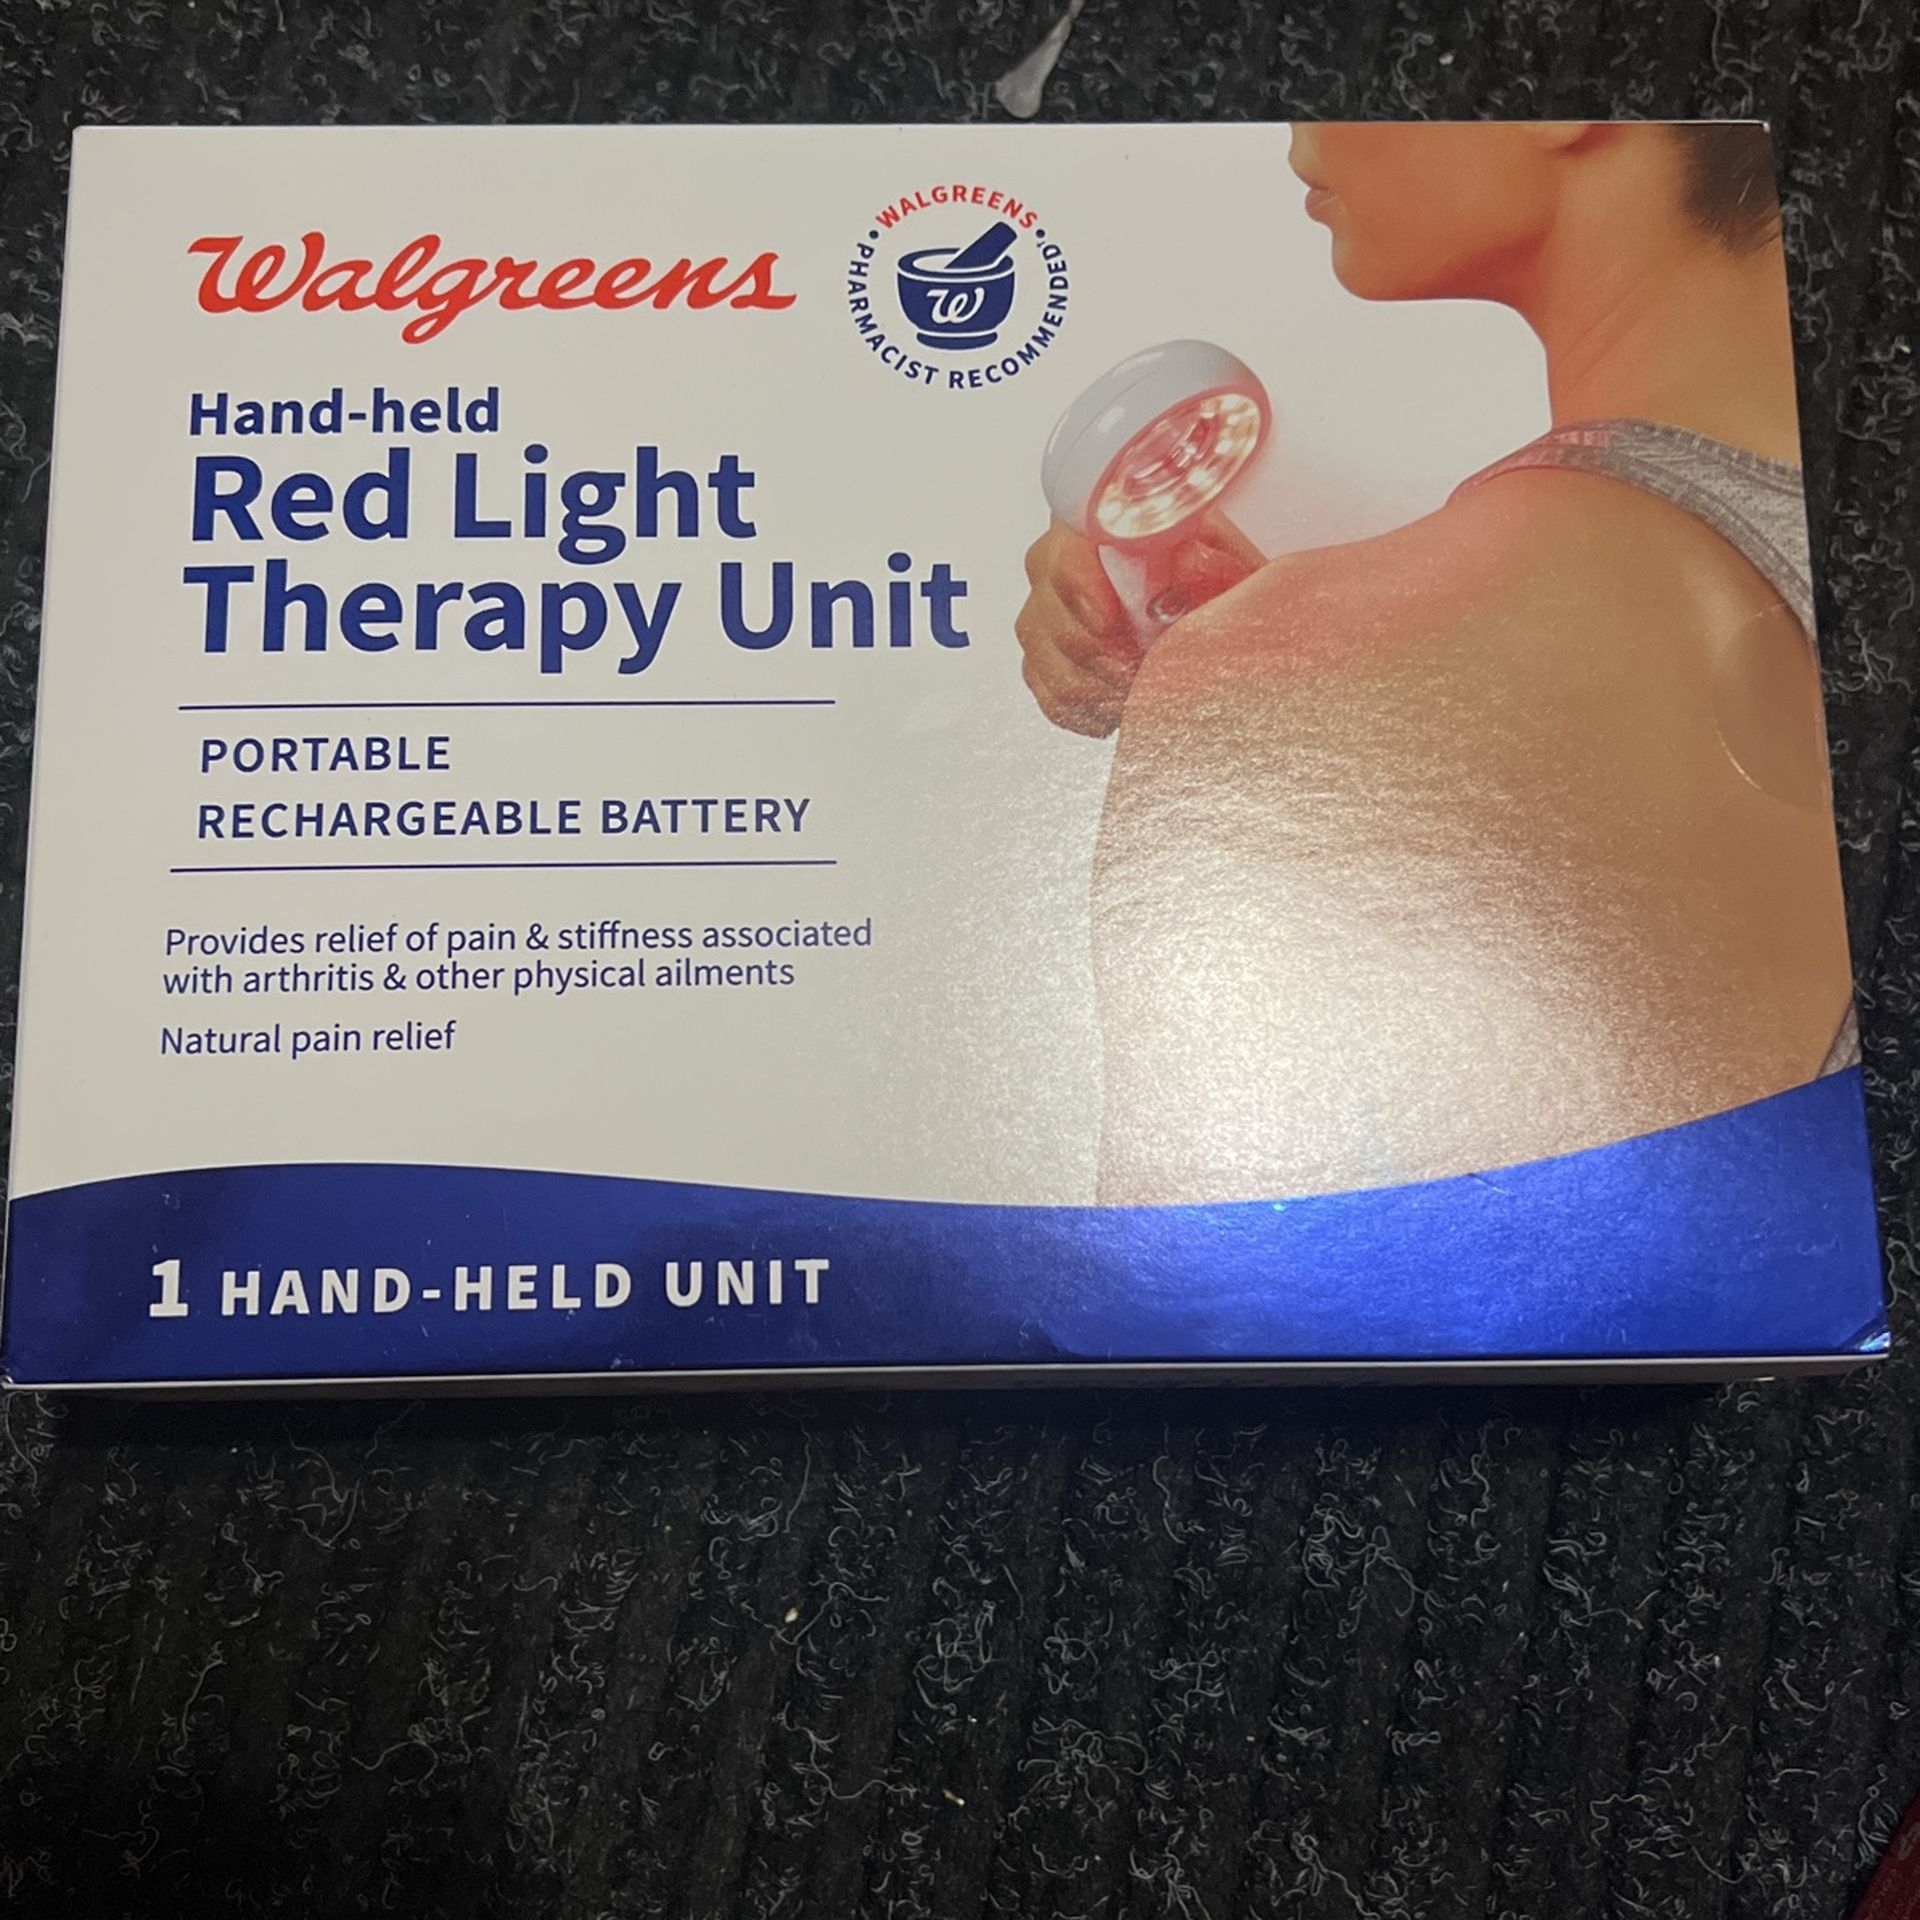 Walgreens
WALGREENS
PHARMACIST RECOMMENDED
W
Hand-held
Red Light
Therapy Unit
PORTABLE
RECHARGEABLE BATTERY
Provides relief of pain & stiffness associated
with arthritis & other physical ailments
Natural pain relief
1 HAND-HELD UNIT